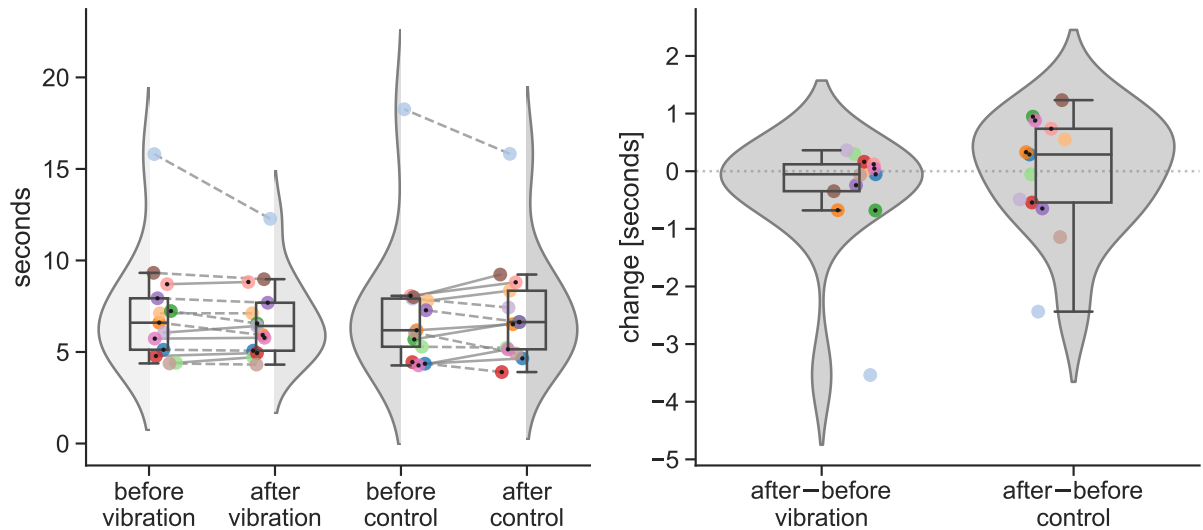 seconds
20
15
10
5
0
before
vibration
after
vibration
before
control
after
control
change [seconds]
2
1
0
−1
−2
−3
−4
−5
after−before
vibration
after−before
control